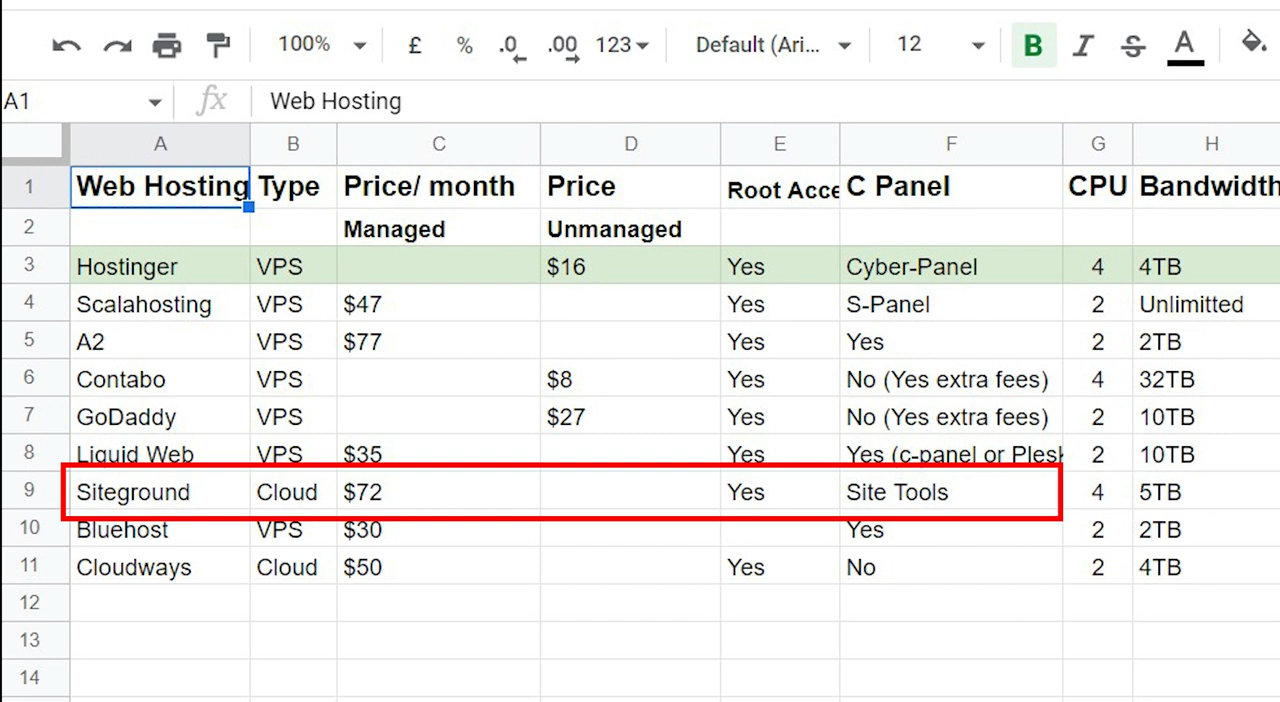 100% £ % .0 .00 123 Default (Ari... 12 B I S A
A1 fx Web Hosting
A B C D E F G H
1 Web Hosting Type Price/ month Price Root Acce C Panel CPU Bandwidth
2 Managed Unmanaged
3 Hostinger VPS $16 Yes Cyber-Panel 4 4TB
4 Scalahosting VPS $47 Yes S-Panel 2 Unlimitted
5 A2 VPS $77 Yes Yes 2 2TB
6 Contabo VPS $8 Yes No (Yes extra fees) 4 32TB
7 GoDaddy VPS $27 Yes No (Yes extra fees) 2 10TB
8 Liquid Web VPS $35 Yes Yes (c-panel or Plesk 2 10TB
9 Siteground Cloud $72 Yes Site Tools 4 5TB
10 Bluehost VPS $30 Yes 2 2TB
11 Cloudways Cloud $50 Yes No 2 4TB
12
13
14